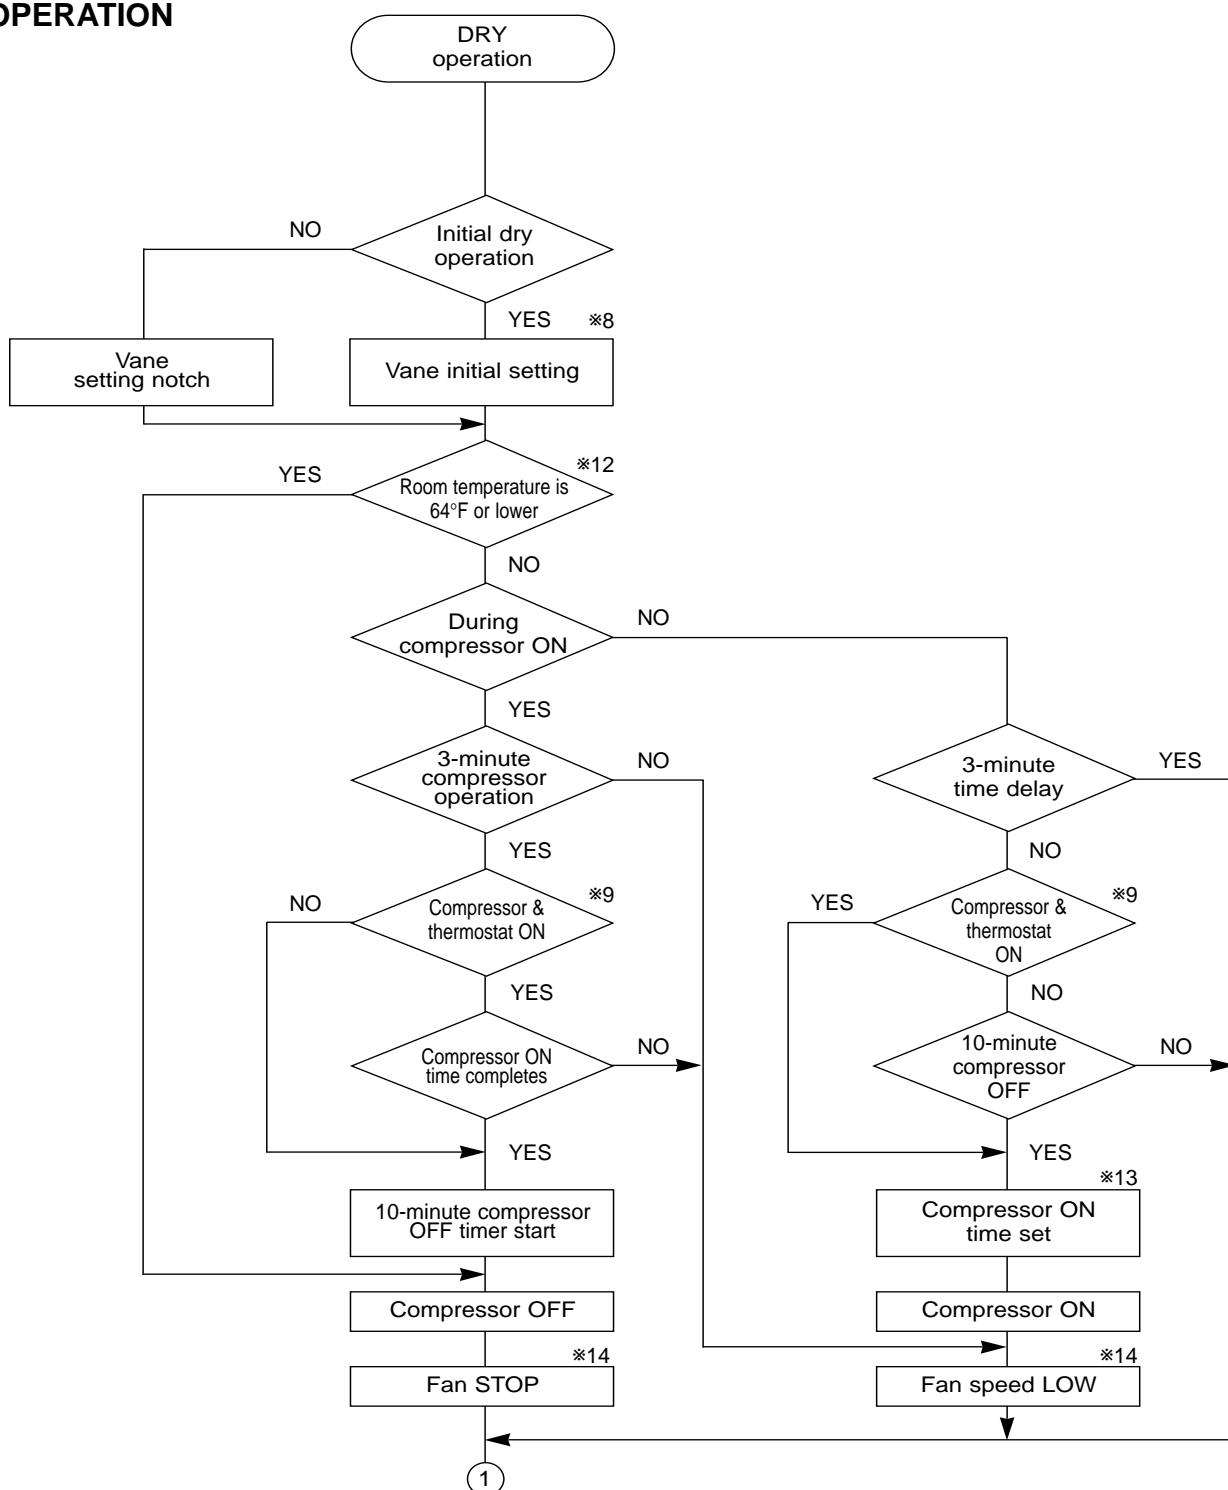 OPERATION
DRY
operation
NO
Initial dry
operation
YES
※8
Vane
setting notch
Vane initial setting
YES
※12
Room temperature is
64°F or lower
NO
During
compressor ON
NO
YES
3-minute
compressor
operation
NO
3-minute
time delay
YES
YES
NO
NO
Compressor &
thermostat ON
※9
YES
Compressor &
thermostat
ON
※9
YES
NO
Compressor ON
time completes
NO
10-minute
compressor
OFF
NO
YES
YES
10-minute compressor
OFF timer start
※13
Compressor ON
time set
Compressor OFF
Compressor ON
※14
Fan STOP
※14
Fan speed LOW
1